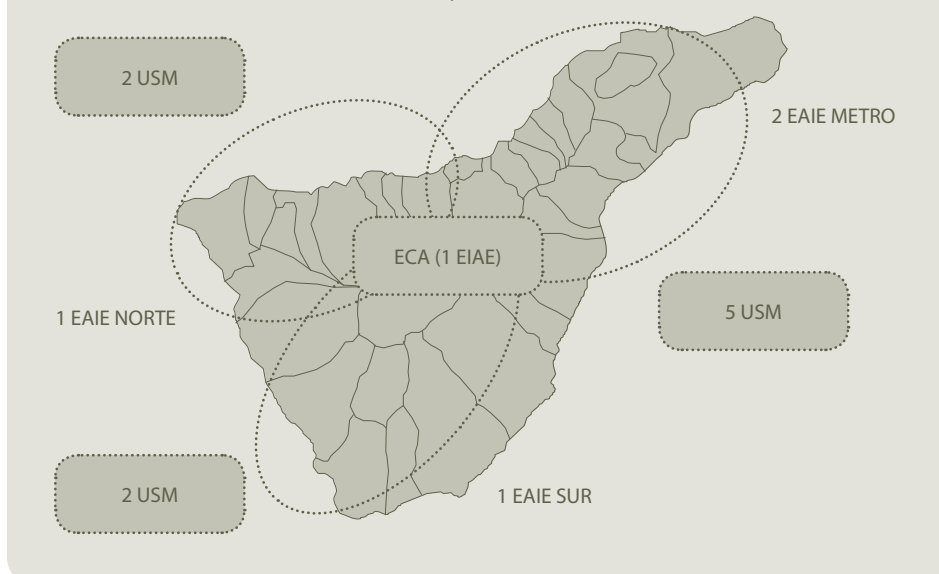 2 USM
2 EAIE METRO
ECA (1 EIAE)
1 EAIE NORTE
5 USM
2 USM
1 EAIE SUR